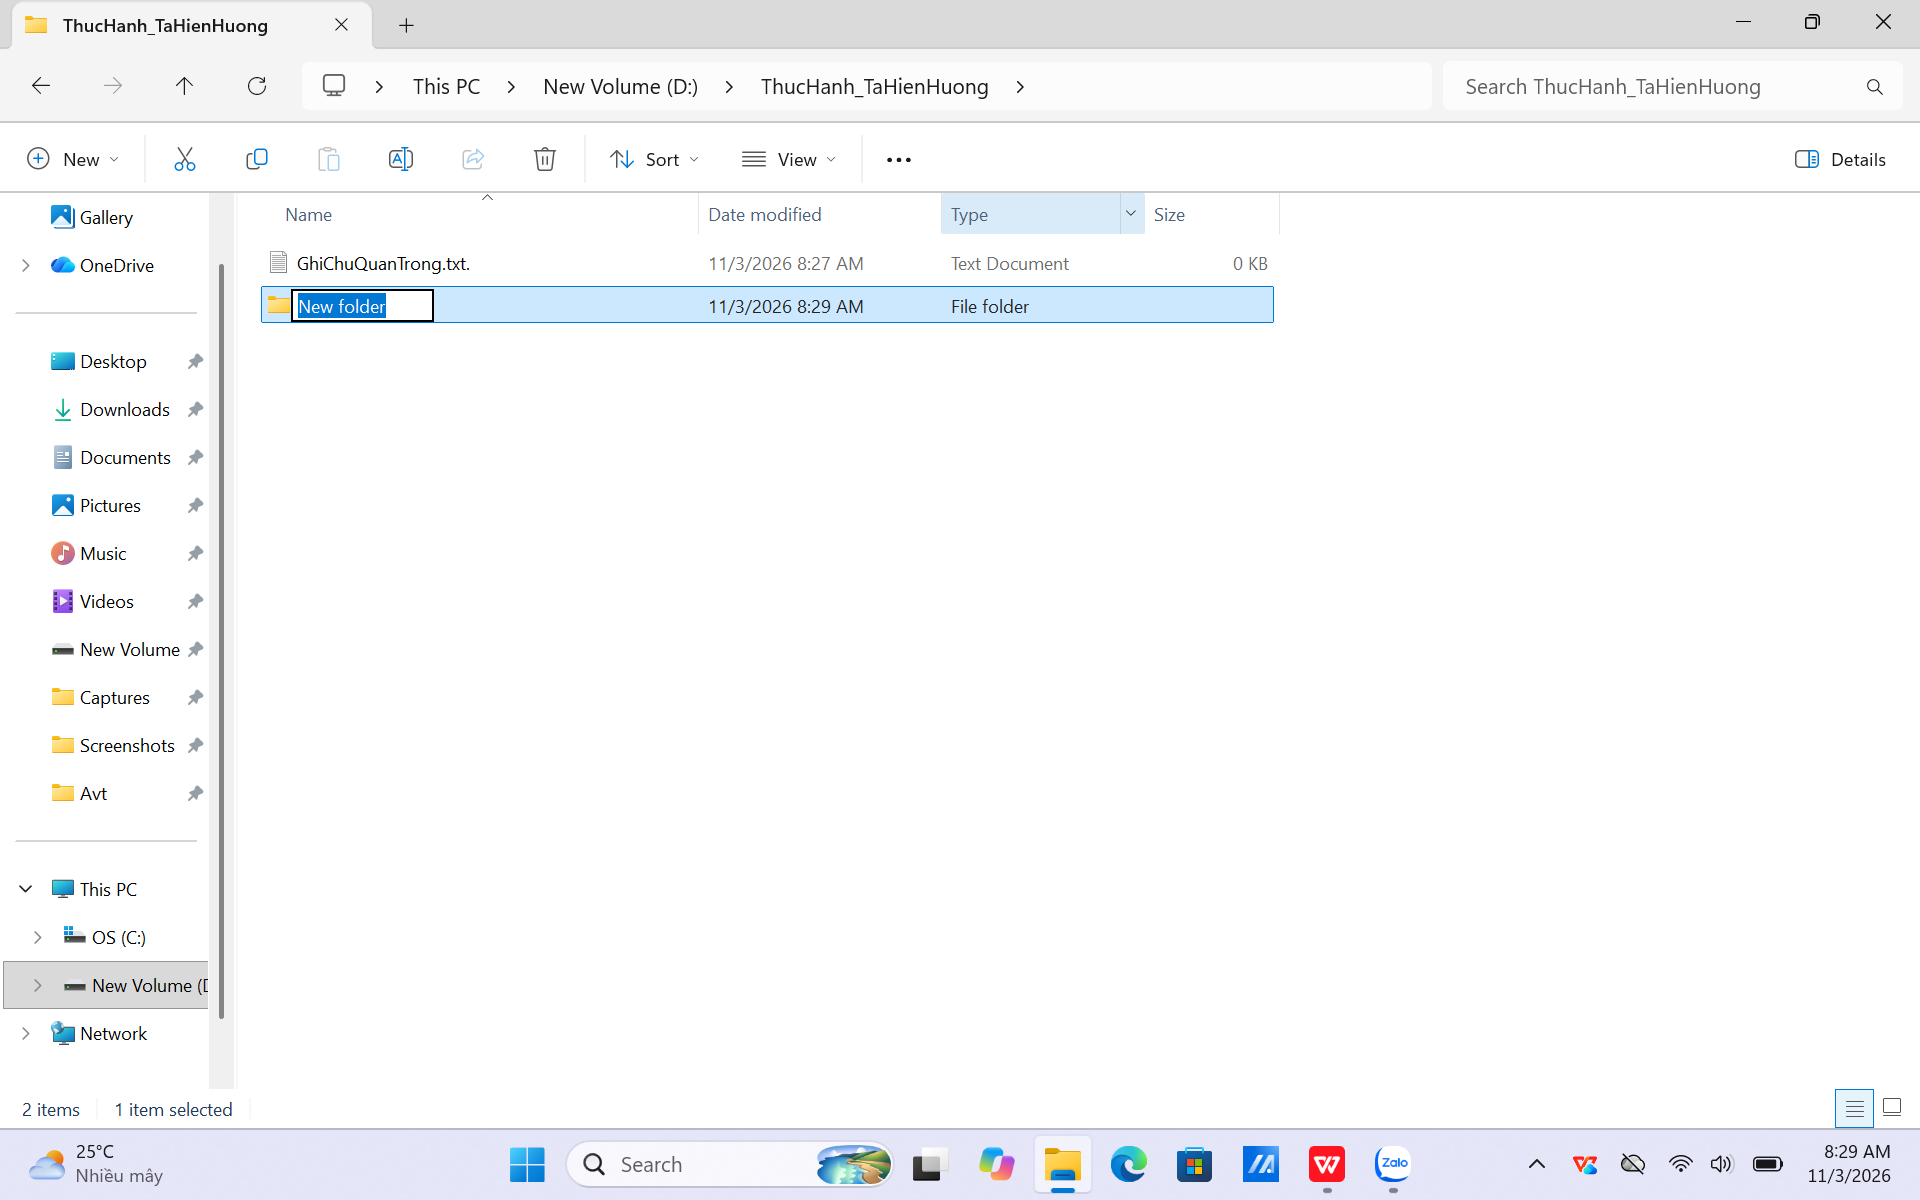 ThucHanh_TaHienHuong
This PC
New Volume (D:)
ThucHanh_TaHienHuong
Search ThucHanh_TaHienHuong
New
Sort
View
Details
Name
Date modified
Type
Size
GhiChuQuanTrong.txt.
11/3/2026 8:27 AM
Text Document
0 KB
New folder
11/3/2026 8:29 AM
File folder
Gallery
OneDrive
Desktop
Downloads
Documents
Pictures
Music
Videos
New Volume
Captures
Screenshots
Avt
This PC
OS (C:)
New Volume (D
Network
2 items
1 item selected
25°C
Nhiều mây
Search
Zalo
8:29 AM
11/3/2026